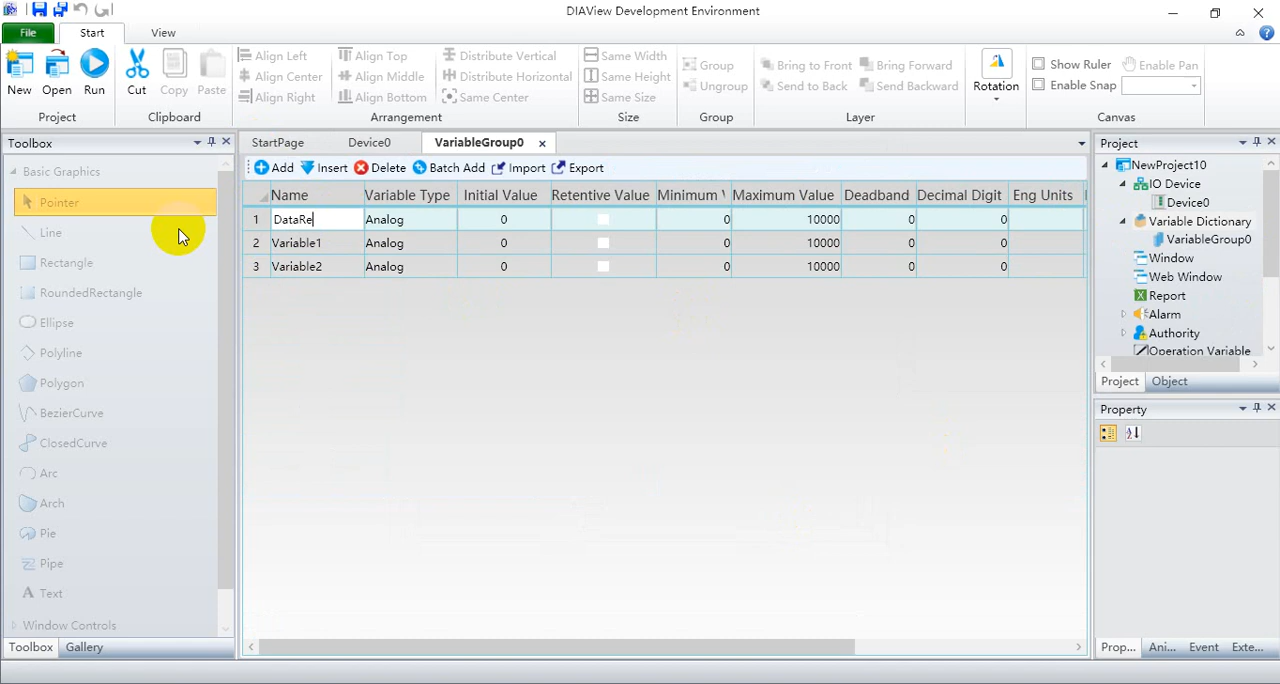 DIAView Development Environment
File Start View
New Open Run
Project
Cut Copy Paste
Clipboard
Align Left Align Top Distribute Vertical
Align Center Align Middle Distribute Horizontal
Align Right Align Bottom Same Center
Arrangement
Same Width
Same Height
Same Size
Size
Group
Ungroup
Group
Bring to Front Bring Forward
Send to Back Send Backward
Layer
Rotation
Show Ruler Enable Pan
Enable Snap
Canvas
Toolbox
Basic Graphics
Pointer
Line
Rectangle
RoundedRectangle
Ellipse
Polyline
Polygon
BezierCurve
ClosedCurve
Arc
Arch
Pie
Pipe
Text
Window Controls
Toolbox Gallery
StartPage Device0 VariableGroup0
Add Insert Delete Batch Add Import Export
Name Variable Type Initial Value Retentive Value Minimum Maximum Value Deadband Decimal Digit Eng Units
1 DataRe Analog 0 0 10000 0 0
2 Variable1 Analog 0 0 10000 0 0
3 Variable2 Analog 0 0 10000 0 0
Project
NewProject10
IO Device
Device0
Variable Dictionary
VariableGroup0
Window
Web Window
Report
Alarm
Authority
Operation Variable
Project Object
Property
Prop... Ani... Event Exte...